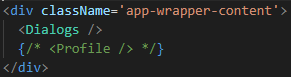 <div className='app-wrapper-content'>
<Dialogs />
{/* <Profile /> */}
</div>